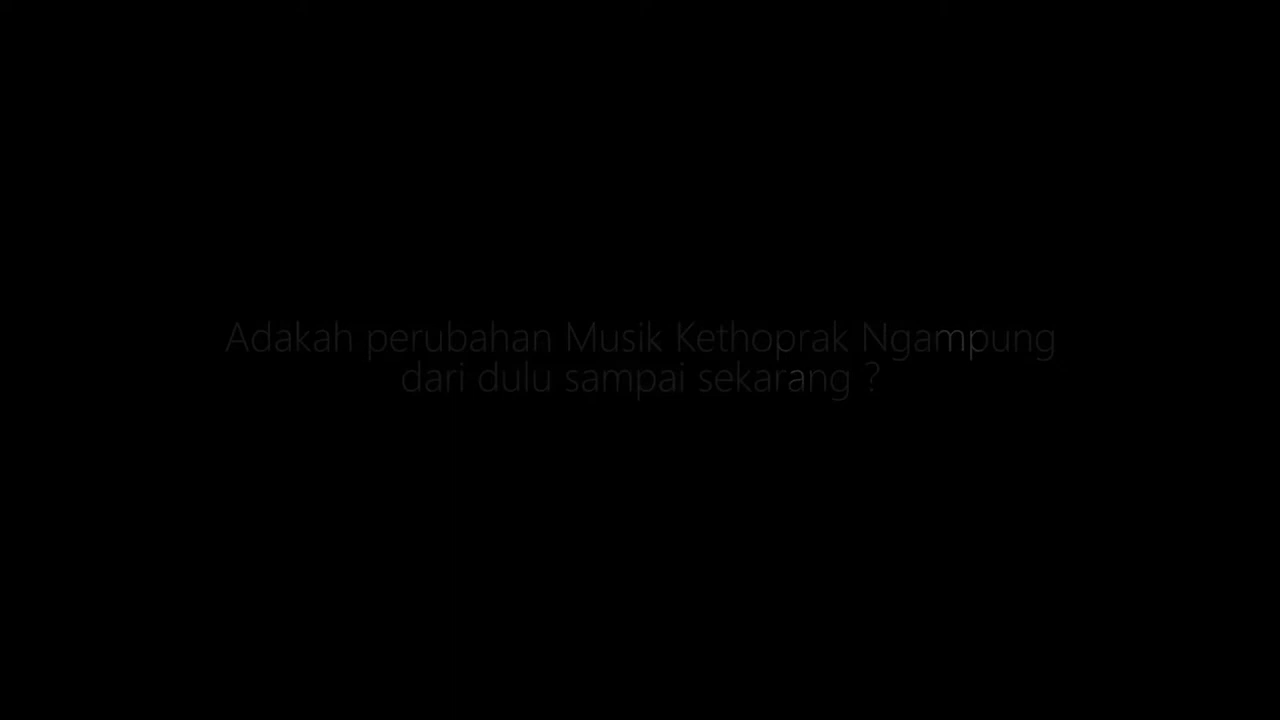 Adakah perubahan Musik Kethoprak Ngampung
dari dulu sampai sekarang ?